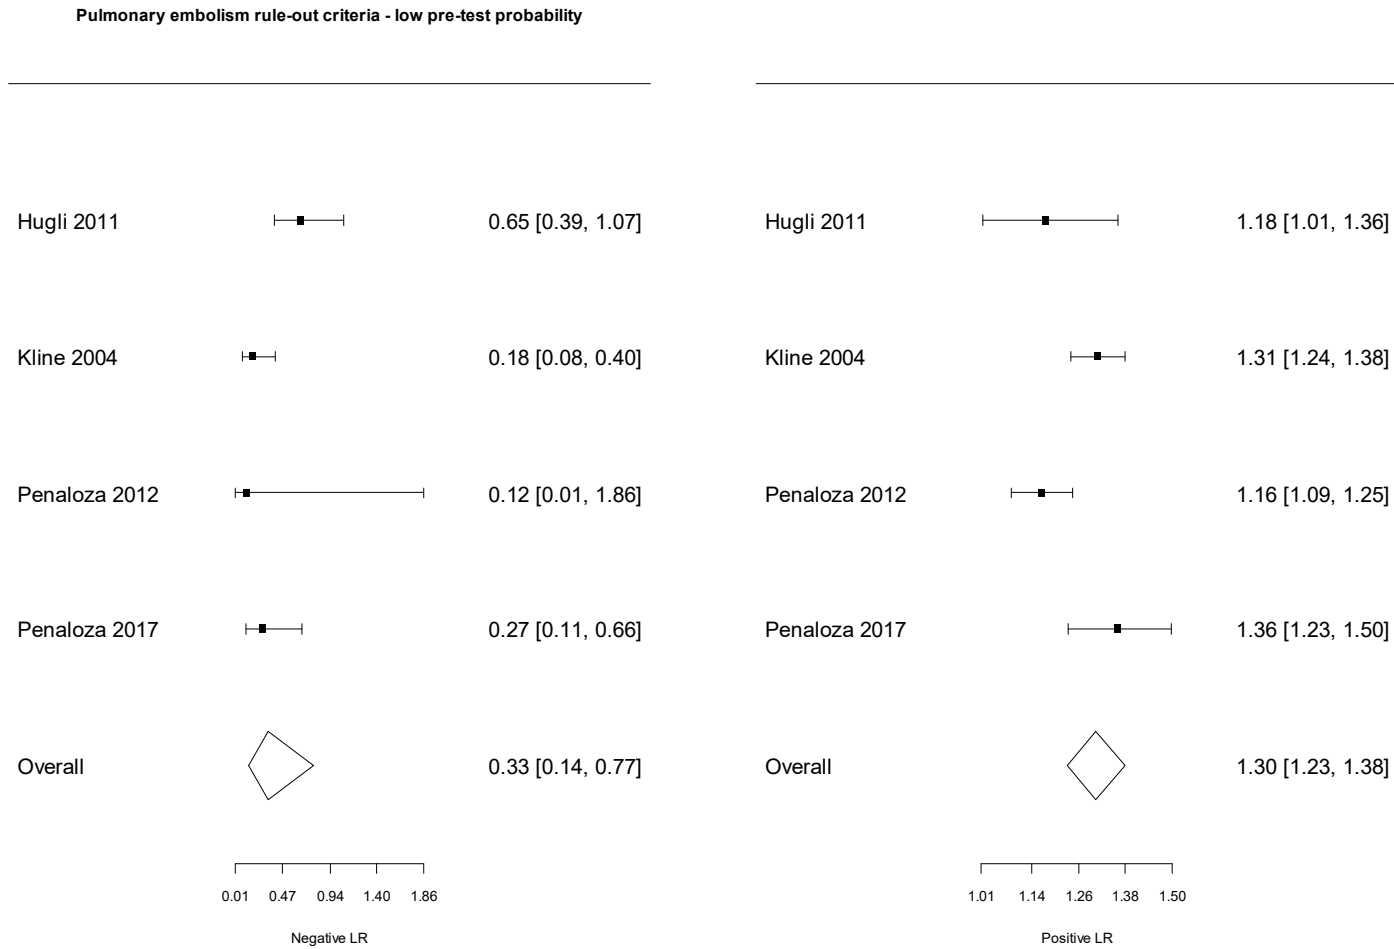 Pulmonary embolism rule-out criteria - low pre-test probability
Hugli 2011 0.65 [0.39, 1.07] Hugli 2011 1.18 [1.01, 1.36]
Kline 2004 0.18 [0.08, 0.40] Kline 2004 1.31 [1.24, 1.38]
Penaloza 2012 0.12 [0.01, 1.86] Penaloza 2012 1.16 [1.09, 1.25]
Penaloza 2017 0.27 [0.11, 0.66] Penaloza 2017 1.36 [1.23, 1.50]
Overall 0.33 [0.14, 0.77] Overall 1.30 [1.23, 1.38]
0.01 0.47 0.94 1.40 1.86 1.01 1.14 1.26 1.38 1.50
Negative LR Positive LR